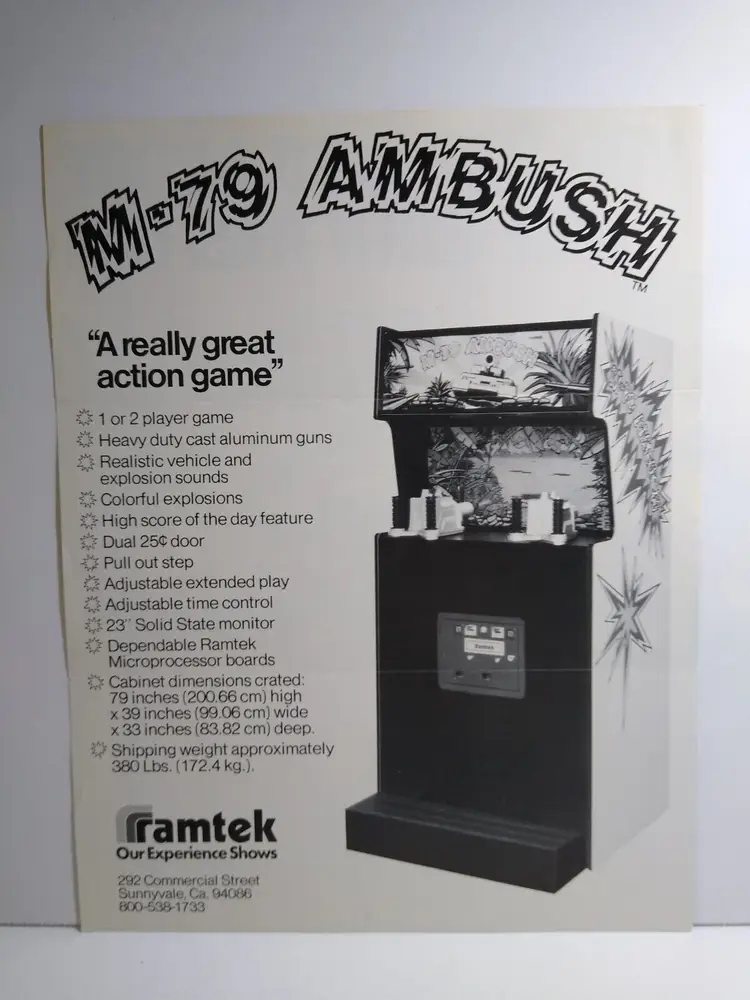 M-79 AMBUSH
TM
“A really great
action game”
1 or 2 player game
Heavy duty cast aluminum guns
Realistic vehicle and
explosion sounds
Colorful explosions
High score of the day feature
Dual 25¢ door
Pull out step
Adjustable extended play
Adjustable time control
23″ Solid State monitor
Dependable Ramtek
Microprocessor boards
Cabinet dimensions crated:
79 inches (200.66 cm) high
x 39 inches (99.06 cm) wide
x 33 inches (83.82 cm) deep.
Shipping weight approximately
380 Lbs. (172.4 kg.).
M-79 AMBUSH
Ramtek
ramtek
Our Experience Shows
292 Commercial Street
Sunnyvale, Ca. 94086
800-538-1733